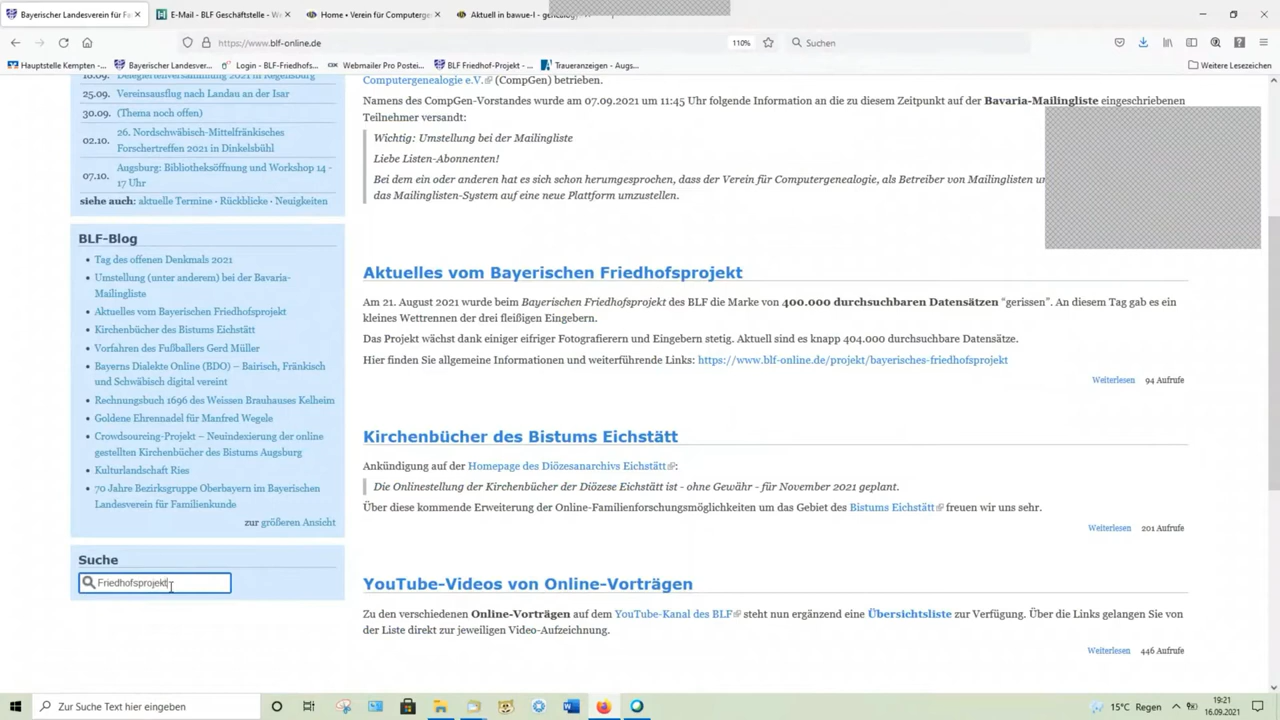 Bayerischer Landesverein für Fa
E-Mail - BLF Geschäftsstelle - W
Home • Verein für Computerge
Aktuell in bawue-l - genealogy
https://www.blf-online.de
110%
Suchen
Hauptstelle Kempten -...
Bayerischer Landesver...
Login - BLF-Friedhofs...
Webmailer Pro Postei...
BLF Friedhof-Projekt - ...
Traueranzeigen - Augs...
Weitere Lesezeichen
10.09. Delegiertenversammlung 2021 in Regensburg
25.09. Vereinsausflug nach Landau an der Isar
30.09. (Thema noch offen)
02.10. 26. Nordschwäbisch-Mittelfränkisches
Forschertreffen 2021 in Dinkelsbühl
07.10. Augsburg: Bibliotheksöffnung und Workshop 14 -
17 Uhr
siehe auch: aktuelle Termine · Rückblicke · Neuigkeiten
BLF-Blog
Tag des offenen Denkmals 2021
Umstellung (unter anderem) bei der Bavaria-
Mailingliste
Aktuelles vom Bayerischen Friedhofsprojekt
Kirchenbücher des Bistums Eichstätt
Vorfahren des Fußballers Gerd Müller
Bayerns Dialekte Online (BDO) – Bairisch, Fränkisch
und Schwäbisch digital vereint
Rechnungsbuch 1696 des Weissen Brauhauses Kelheim
Goldene Ehrennadel für Manfred Wegele
Crowdsourcing-Projekt – Neuindexierung der online
gestellten Kirchenbücher des Bistums Augsburg
Kulturlandschaft Ries
70 Jahre Bezirksgruppe Oberbayern im Bayerischen
Landesverein für Familienkunde
zur größeren Ansicht
Suche
Friedhofsprojekt
Computergenealogie e.V. (CompGen) betrieben.
Namens des CompGen-Vorstandes wurde am 07.09.2021 um 11:45 Uhr folgende Information an die zu diesem Zeitpunkt auf der Bavaria-Mailingliste eingeschriebenen
Teilnehmer versandt:
Wichtig: Umstellung bei der Mailingliste
Liebe Listen-Abonnenten!
Bei dem ein oder anderen hat es sich schon herumgesprochen, dass der Verein für Computergenealogie, als Betreiber von Mailinglisten
das Mailinglisten-System auf eine neue Plattform umzustellen.
Aktuelles vom Bayerischen Friedhofsprojekt
Am 21. August 2021 wurde beim Bayerischen Friedhofsprojekt des BLF die Marke von 400.000 durchsuchbaren Datensätzen "gerissen". An diesem Tag gab es ein
kleines Wettrennen der drei fleißigen Eingebern.
Das Projekt wächst dank einiger eifriger Fotografierern und Eingebern stetig. Aktuell sind es knapp 404.000 durchsuchbare Datensätze.
Hier finden Sie allgemeine Informationen und weiterführende Links: https://www.blf-online.de/projekt/bayerisches-friedhofsprojekt
Weiterlesen 94 Aufrufe
Kirchenbücher des Bistums Eichstätt
Ankündigung auf der Homepage des Diözesanarchivs Eichstätt:
Die Onlinestellung der Kirchenbücher der Diözese Eichstätt ist - ohne Gewähr - für November 2021 geplant.
Über diese kommende Erweiterung der Online-Familienforschungsmöglichkeiten um das Gebiet des Bistums Eichstätt freuen wir uns sehr.
Weiterlesen 201 Aufrufe
YouTube-Videos von Online-Vorträgen
Zu den verschiedenen Online-Vorträgen auf dem YouTube-Kanal des BLF steht nun ergänzend eine Übersichtsliste zur Verfügung. Über die Links gelangen Sie von
der Liste direkt zur jeweiligen Video-Aufzeichnung.
Weiterlesen 446 Aufrufe
Zur Suche Text hier eingeben
15°C Regen
19:21
16.09.2021